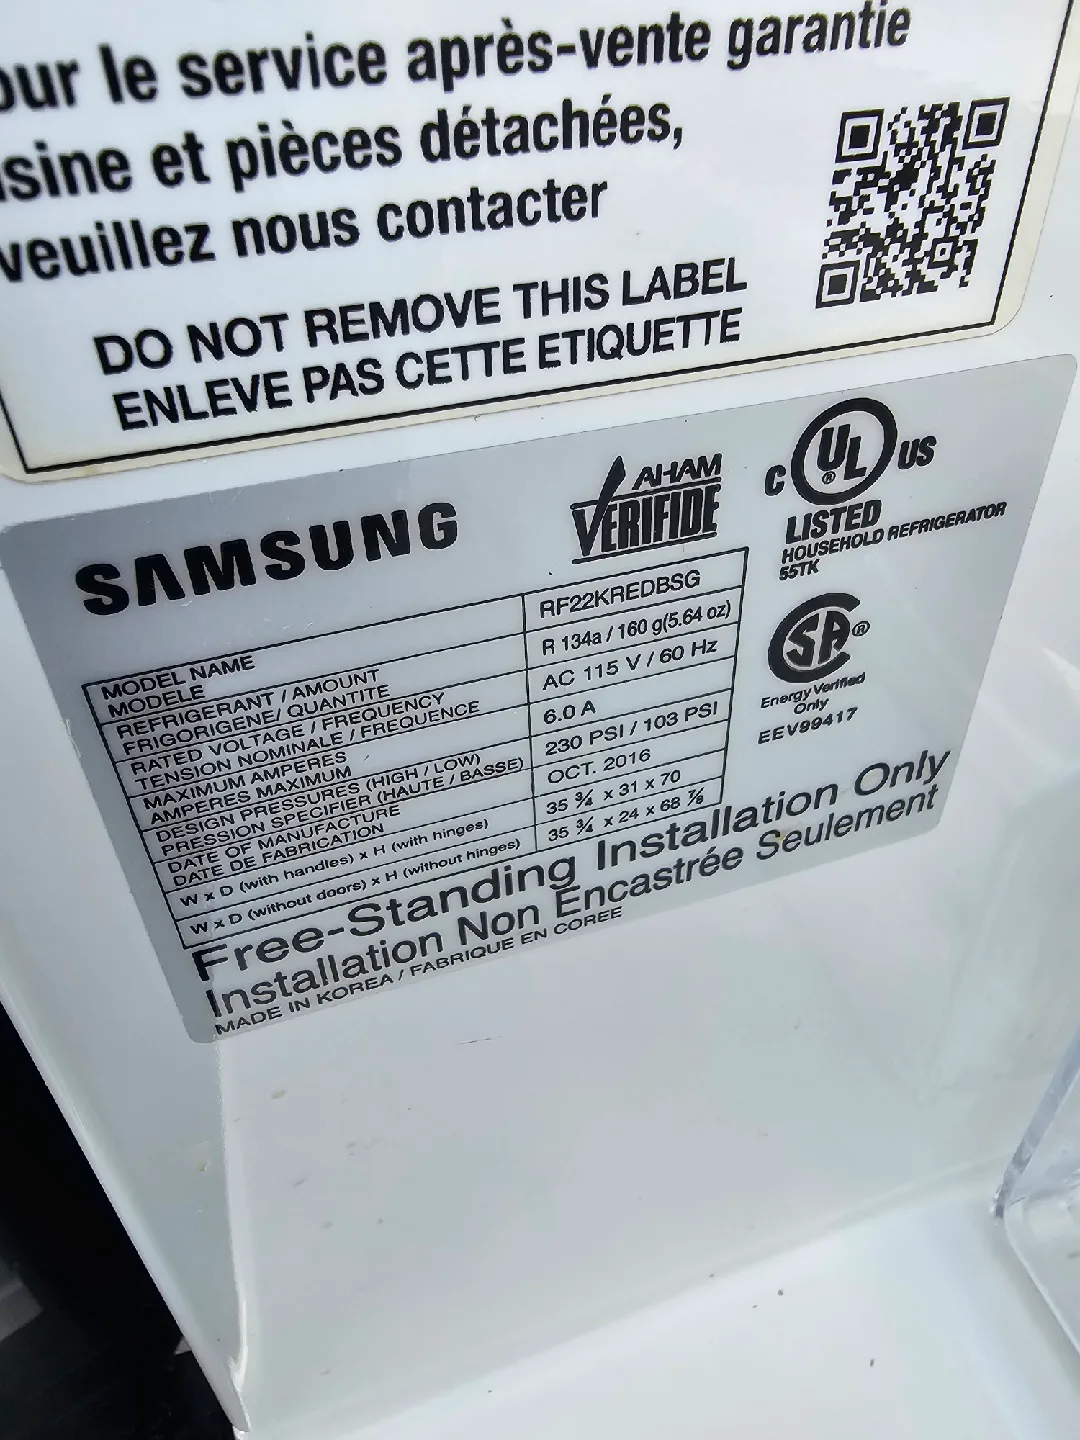 our le service après-vente garantie
sine et pièces détachées,
veuillez nous contacter
DO NOT REMOVE THIS LABEL
ENLEVE PAS CETTE ETIQUETTE
SAMSUNG
AHAM
VERIFIDE
C UL ® US
LISTED
HOUSEHOLD REFRIGERATOR
55TK
SA ®
Energy Verified
Only
EEV99417
MODEL NAME
MODELE
RF22KREDBSG
REFRIGERANT / AMOUNT
FRIGORIGENE/ QUANTITE
R 134a / 160 g(5.64 oz)
RATED VOLTAGE / FREQUENCY
TENSION NOMINALE / FREQUENCE
AC 115 V / 60 Hz
MAXIMUM AMPERES
AMPERES MAXIMUM
6.0 A
DESIGN PRESSURES (HIGH / LOW)
PRESSION SPECIFIER (HAUTE / BASSE)
230 PSI / 103 PSI
DATE OF MANUFACTURE
DATE DE FABRICATION
OCT. 2016
W x D (with handles) x H (with hinges)
35 ¾ x 31 x 70
W x D (without doors) x H (without hinges)
35 ¾ x 24 x 68 ⅞
Free-Standing Installation Only
Installation Non Encastrée Seulement
MADE IN KOREA / FABRIQUE EN COREE